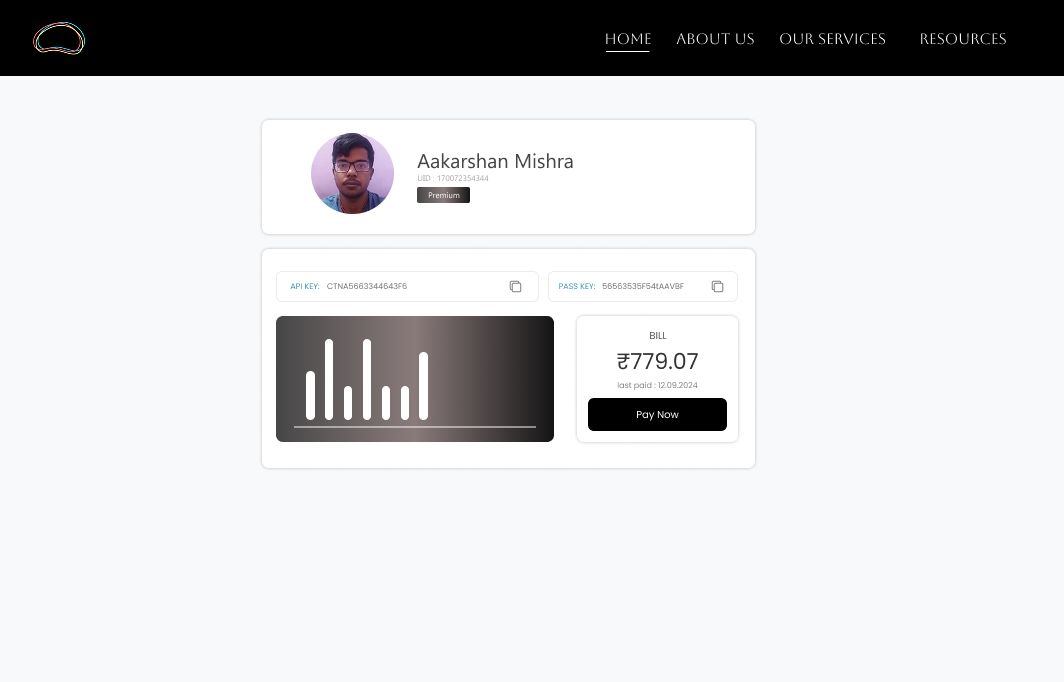 HOME ABOUT US OUR SERVICES RESOURCES
Aakarshan Mishra
UID : 170072354344
Premium
API KEY: CTNA5663344643F6
PASS KEY: 56563535F54tAAVBF
BILL
₹779.07
last paid : 12.09.2024
Pay Now